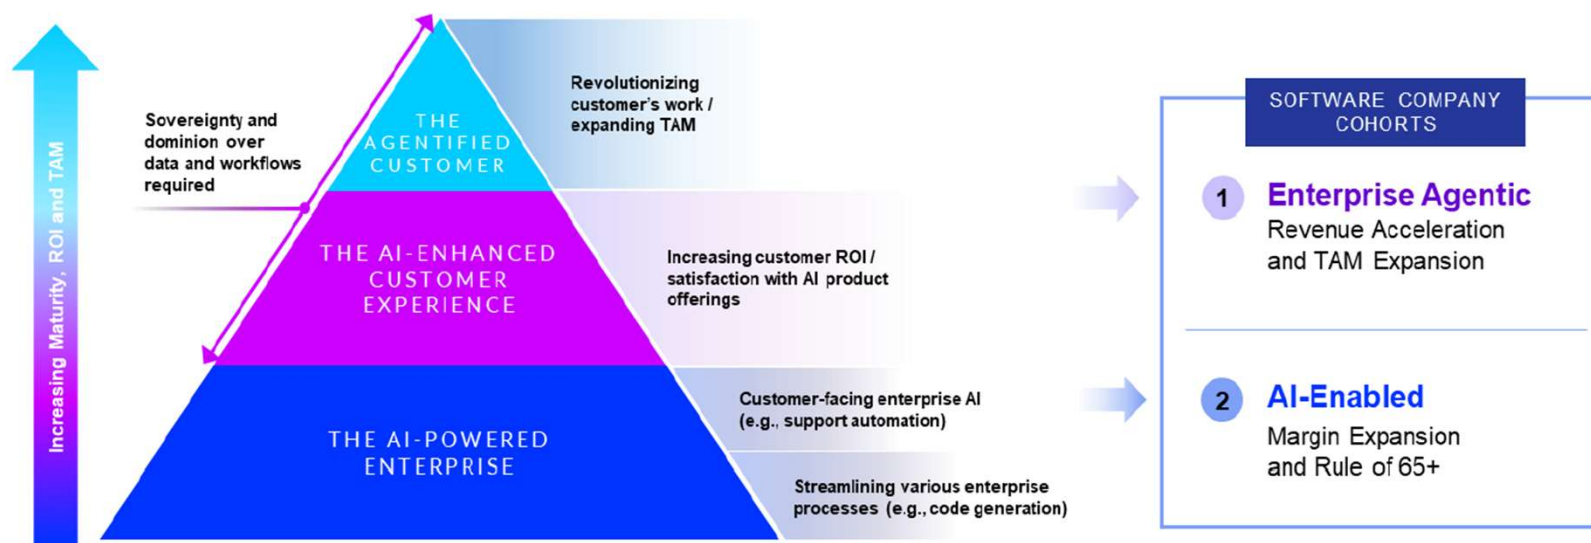 Increasing Maturity, ROI and TAM
Sovereignty and
dominion over
data and workflows
required
THE
AGENTIFIED
CUSTOMER
THE AI-ENHANCED
CUSTOMER
EXPERIENCE
THE AI-POWERED
ENTERPRISE
Revolutionizing
customer's work /
expanding TAM
Increasing customer ROI /
satisfaction with AI product
offerings
Customer-facing enterprise AI
(e.g., support automation)
Streamlining various enterprise
processes (e.g., code generation)
SOFTWARE COMPANY
COHORTS
1 Enterprise Agentic
Revenue Acceleration
and TAM Expansion
2 AI-Enabled
Margin Expansion
and Rule of 65+